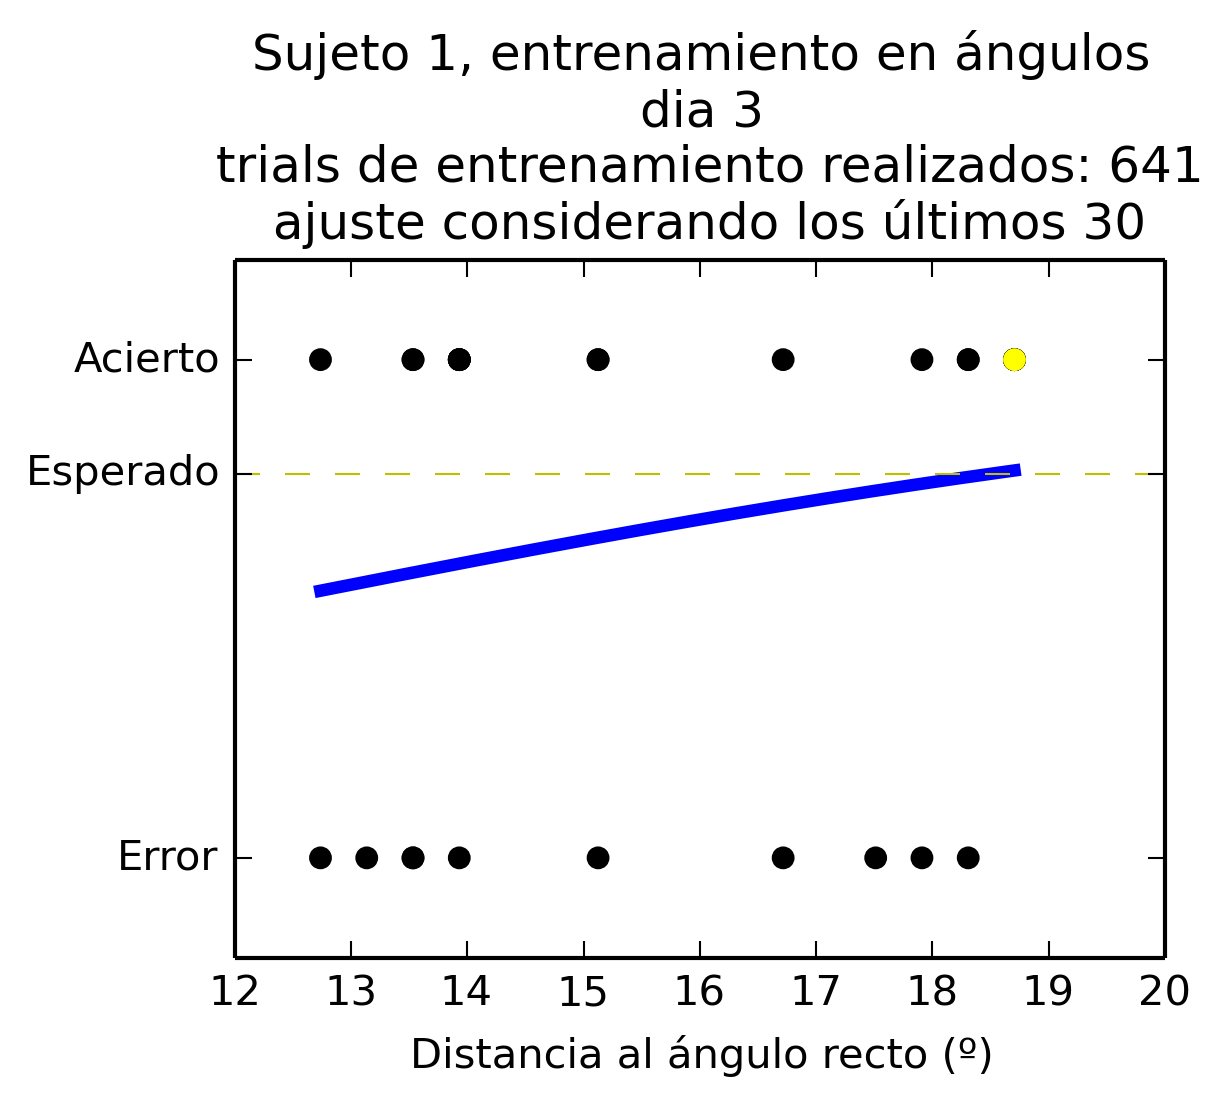 Sujeto 1, entrenamiento en ángulos
dia 3
trials de entrenamiento realizados: 641
ajuste considerando los últimos 30
Acierto
Esperado
Error
12 13 14 15 16 17 18 19 20
Distancia al ángulo recto (º)